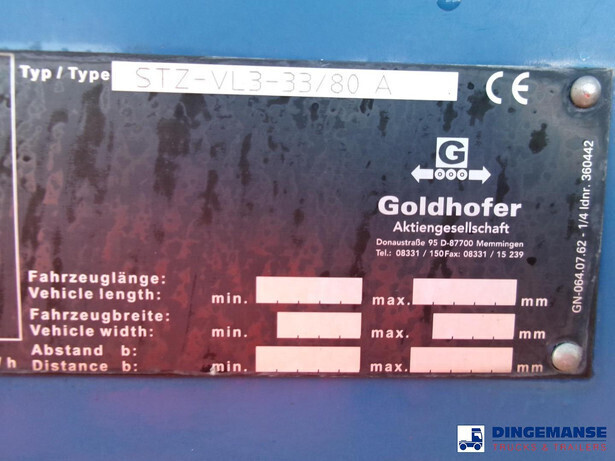 Typ / Type STZ-VL3-33/80 A
CE
G
Goldhofer
Aktiengesellschaft
Donaustraße 95 D-87700 Memmingen
Tel.: 08331 / 150 Fax: 08331 / 15 239
GN-064.07.62 - 1/4 Idnr. 360442
Fahrzeuglänge:
Vehicle length: min. max. mm
Fahrzeugbreite:
Vehicle width: min. max. mm
Abstand b:
/h Distance b: min. max. mm
DINGEMANSE
TRUCKS & TRAILERS